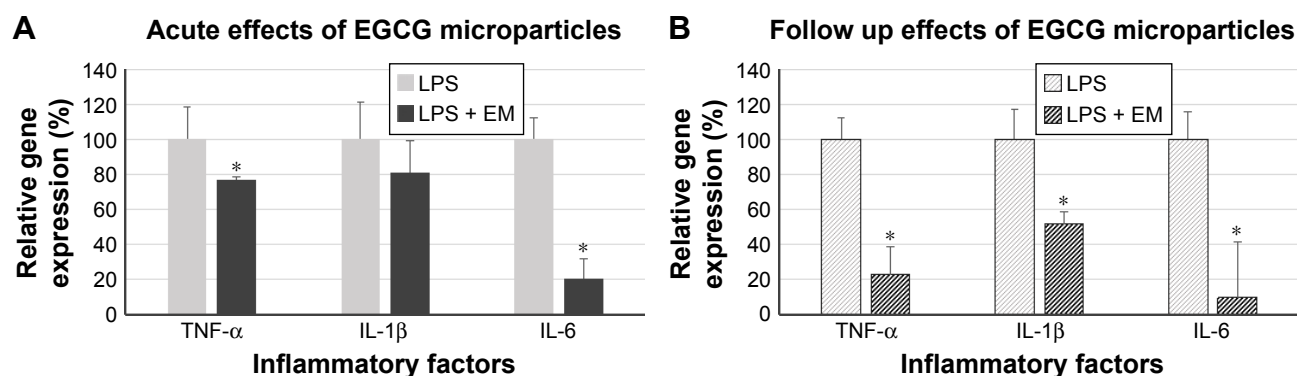 A
Acute effects of EGCG microparticles
Relative gene
expression (%)
140
120
100
80
60
40
20
0
LPS
LPS + EM
*
*
TNF-α
IL-1β
IL-6
Inflammatory factors
B
Follow up effects of EGCG microparticles
Relative gene
expression (%)
140
120
100
80
60
40
20
0
LPS
LPS + EM
*
*
*
TNF-α
IL-1β
IL-6
Inflammatory factors